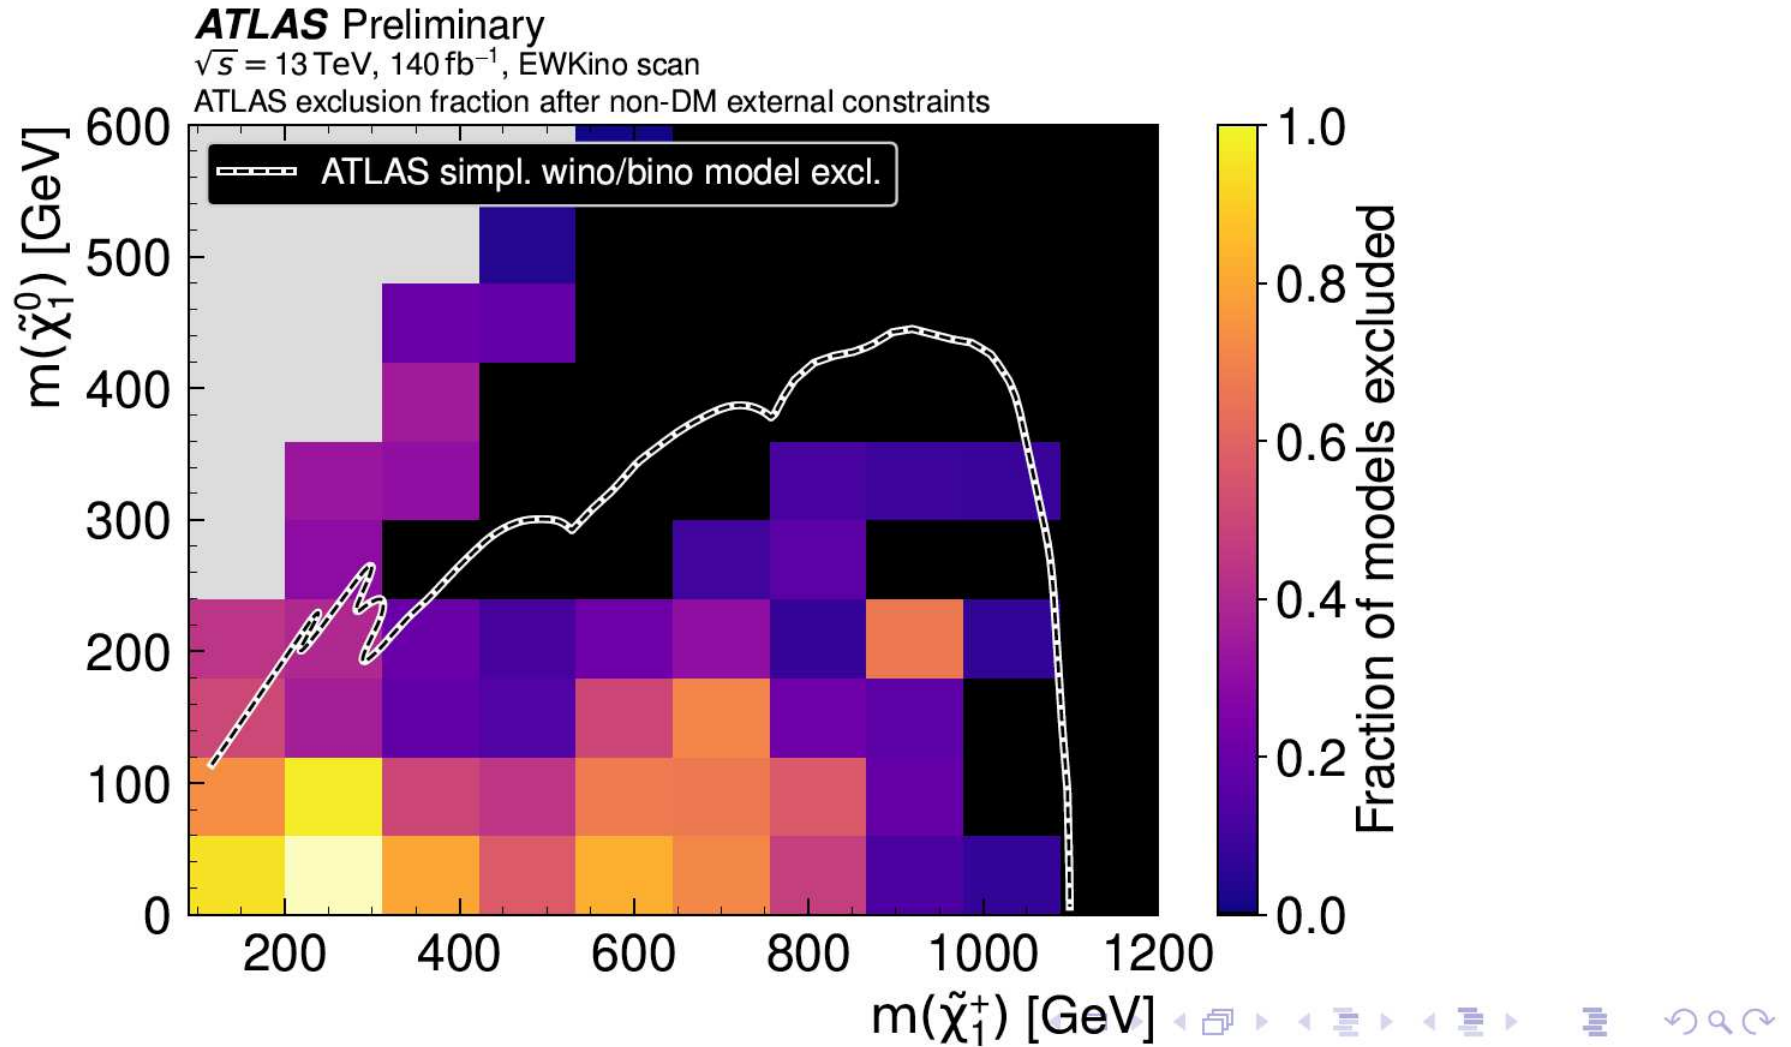 ATLAS Preliminary
√s = 13 TeV, 140 fb⁻¹, EWKino scan
ATLAS exclusion fraction after non-DM external constraints
ATLAS simpl. wino/bino model excl.
m(χ̃⁰₁) [GeV]
600
500
400
300
200
100
0
200 400 600 800 1000 1200
m(χ̃⁺₁) [GeV]
1.0
0.8
0.6
0.4
0.2
0.0
Fraction of models excluded